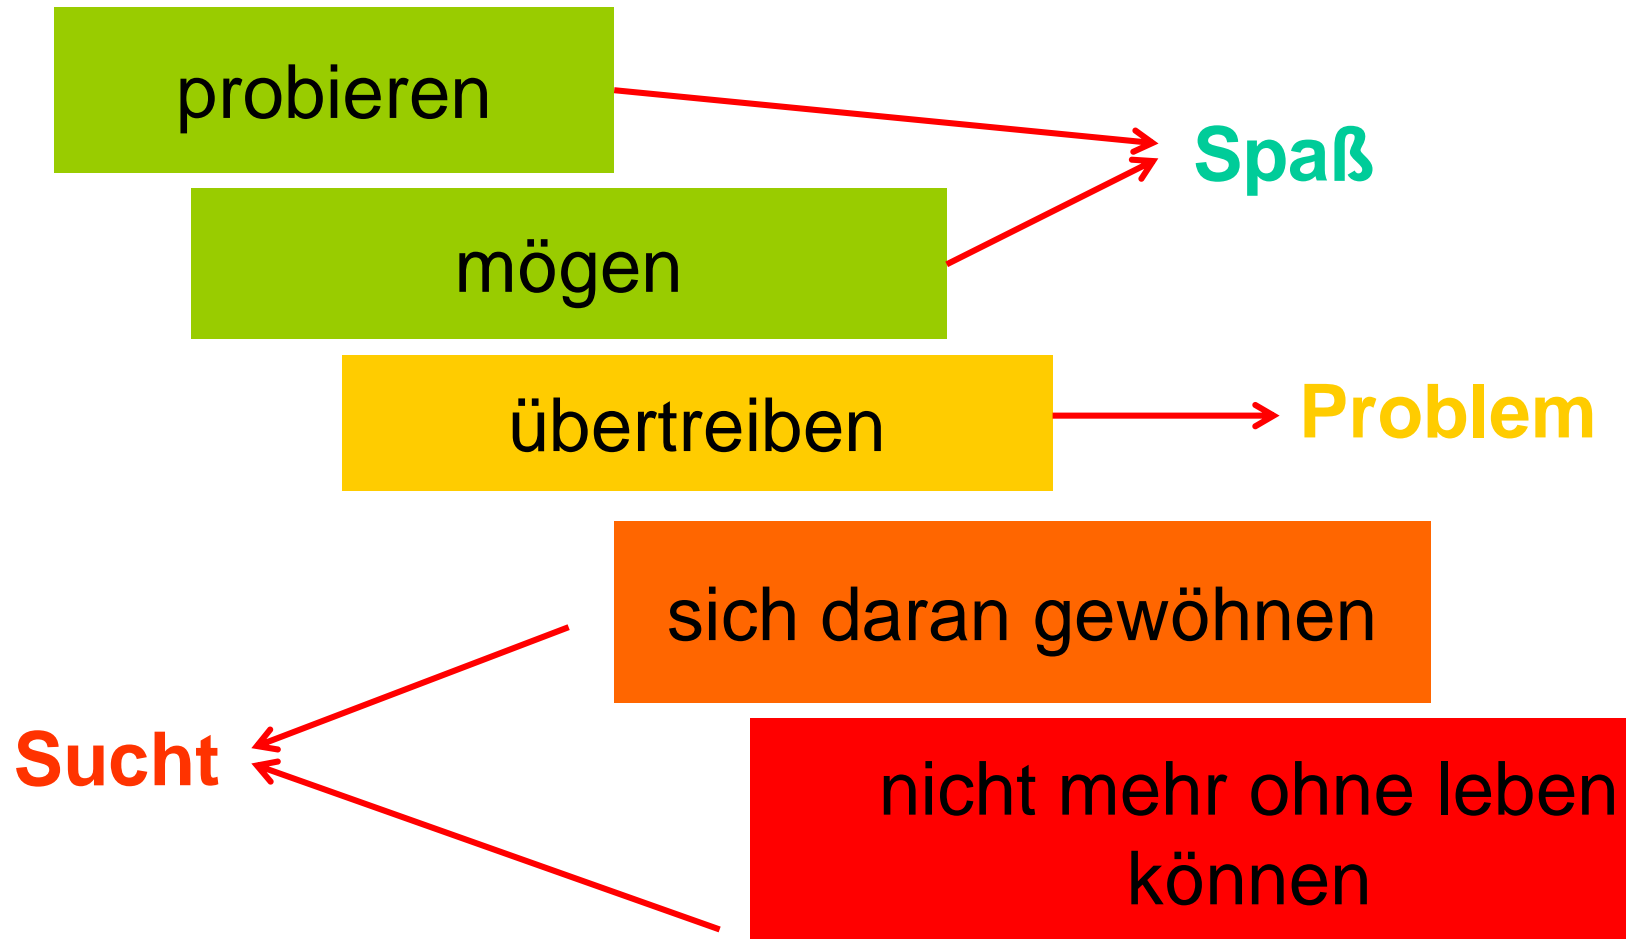 probieren
Spaß
mögen
übertreiben
Problem
sich daran gewöhnen
Sucht
nicht mehr ohne leben
können